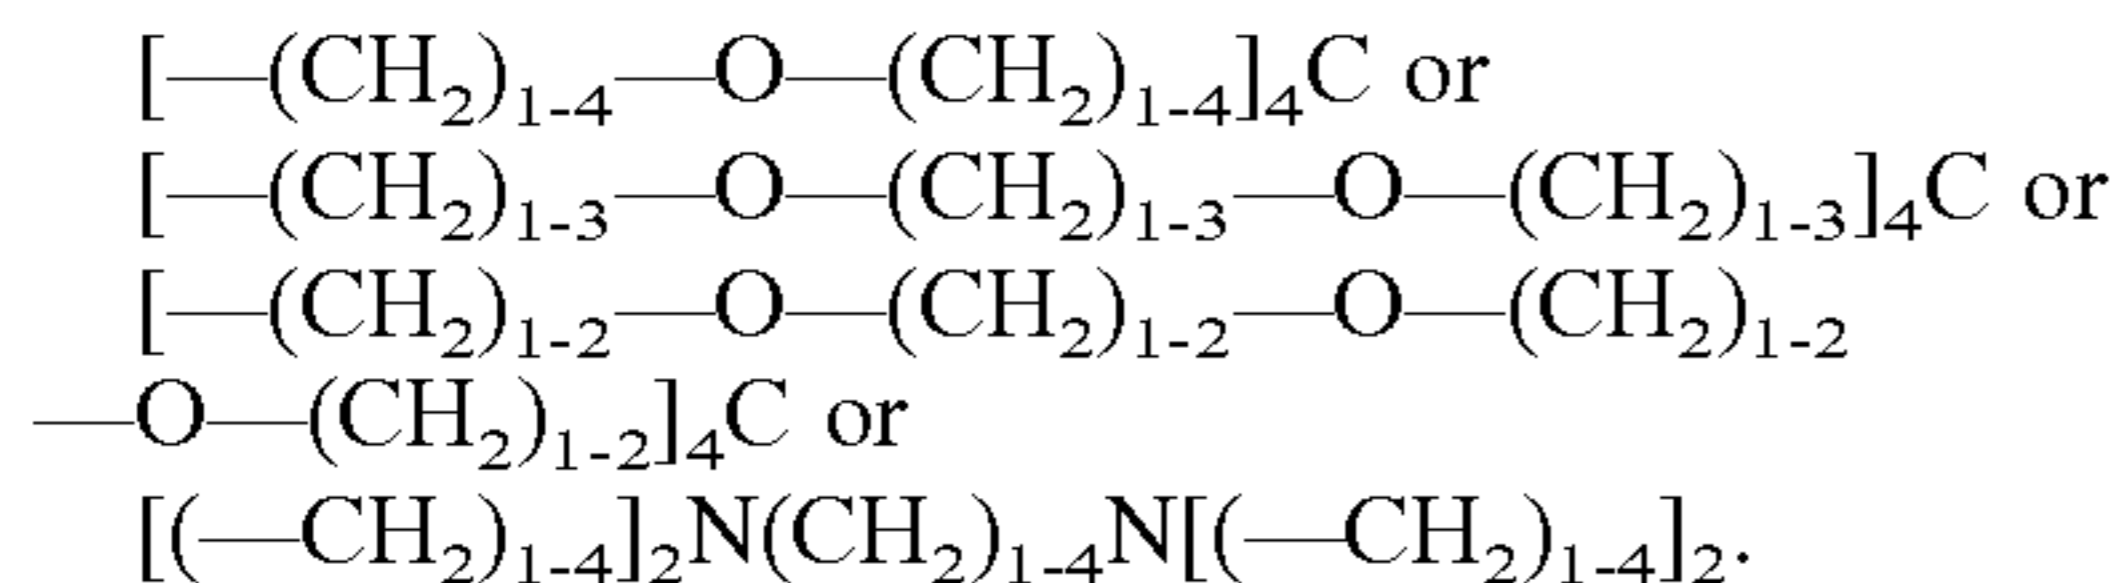 [—(CH₂)₁₋₄—O—(CH₂)₁₋₄]₄C or
[—(CH₂)₁₋₃—O—(CH₂)₁₋₃—O—(CH₂)₁₋₃]₄C or
[—(CH₂)₁₋₂—O—(CH₂)₁₋₂—O—(CH₂)₁₋₂
—O—(CH₂)₁₋₂]₄C or
[(—CH₂)₁₋₄]₂N(CH₂)₁₋₄N[(—CH₂)₁₋₄]₂.